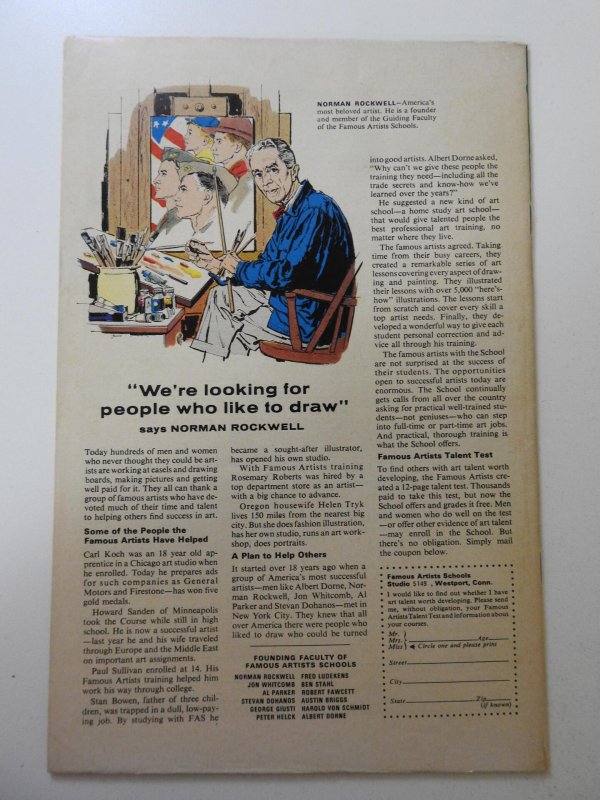 NORMAN ROCKWELL—America's
most beloved artist. He is a founder
and member of the Guiding Faculty
of the Famous Artists Schools.
"We're looking for
people who like to draw"
says NORMAN ROCKWELL
Today hundreds of men and women
who never thought they could be art-
ists are working at easels and drawing
boards, making pictures and getting
well paid for it. They all can thank a
group of famous artists who have de-
voted much of their time and talent
to helping others find success in art.
Some of the People the
Famous Artists Have Helped
Carl Koch was an 18 year old ap-
prentice in a Chicago art studio when
he enrolled. Today he prepares ads
for such companies as General
Motors and Firestone—has won five
gold medals.
Howard Sanden of Minneapolis
took the Course while still in high
school. He is now a successful artist
—last year he and his wife traveled
through Europe and the Middle East
on important art assignments.
Paul Sullivan enrolled at 14. His
Famous Artists training helped him
work his way through college.
Stan Bowen, father of three chil-
dren, was trapped in a dull, low-pay-
ing job. By studying with FAS he
became a sought-after illustrator,
has opened his own studio.
With Famous Artists training
Rosemary Roberts was hired by a
top department store as an artist—
with a big chance to advance.
Oregon housewife Helen Tryk
lives 150 miles from the nearest big
city. But she does fashion illustration,
has her own studio, runs an art work-
shop, does portraits.
A Plan to Help Others
It started over 18 years ago when a
group of America's most successful
artists—men like Albert Dorne, Nor-
man Rockwell, Jon Whitcomb, Al
Parker and Stevan Dohanos—met in
New York City. They knew that all
over America there were people who
liked to draw who could be turned
FOUNDING FACULTY OF
FAMOUS ARTISTS SCHOOLS
NORMAN ROCKWELL FRED LUDEKENS
JON WHITCOMB BEN STAHL
AL PARKER ROBERT FAWCETT
STEVAN DOHANOS AUSTIN BRIGGS
GEORGE GIUSTI HAROLD VON SCHMIDT
PETER HELCK ALBERT DORNE
into good artists. Albert Dorne asked,
"Why can't we give these people the
training they need—including all the
trade secrets and know-how we've
learned over the years?"
He suggested a new kind of art
school—a home study art school—
that would give talented people the
best professional art training, no
matter where they live.
The famous artists agreed. Taking
time from their busy careers, they
created a remarkable series of art
lessons covering every aspect of draw-
ing and painting. They illustrated
their lessons with over 5,000 "here's-
how" illustrations. The lessons start
from scratch and cover every skill a
top artist needs. Finally, they de-
veloped a wonderful way to give each
student personal correction and ad-
vice all through his training.
The famous artists with the School
are not surprised at the success of
their students. The opportunities
open to successful artists today are
enormous. The School continually
gets calls from all over the country
asking for practical well-trained stu-
dents—not geniuses—who can step
into full-time or part-time art jobs.
And practical, thorough training is
what the School offers.
Famous Artists Talent Test
To find others with art talent worth
developing, the Famous Artists cre-
ated a 12-page talent test. Thousands
paid to take this test, but now the
School offers and grades it free. Men
and women who do well on the test
—or offer other evidence of art talent
—may enroll in the School. But
there's no obligation. Simply mail
the coupon below.
Famous Artists Schools
Studio 5148, Westport, Conn.
I would like to find out whether I have
art talent worth developing. Please send
me, without obligation, your Famous
Artists Talent Test and information about
your courses.
Mr.
Mrs. Age
Miss Circle one and please print
Street
City
State Zip
(if known)